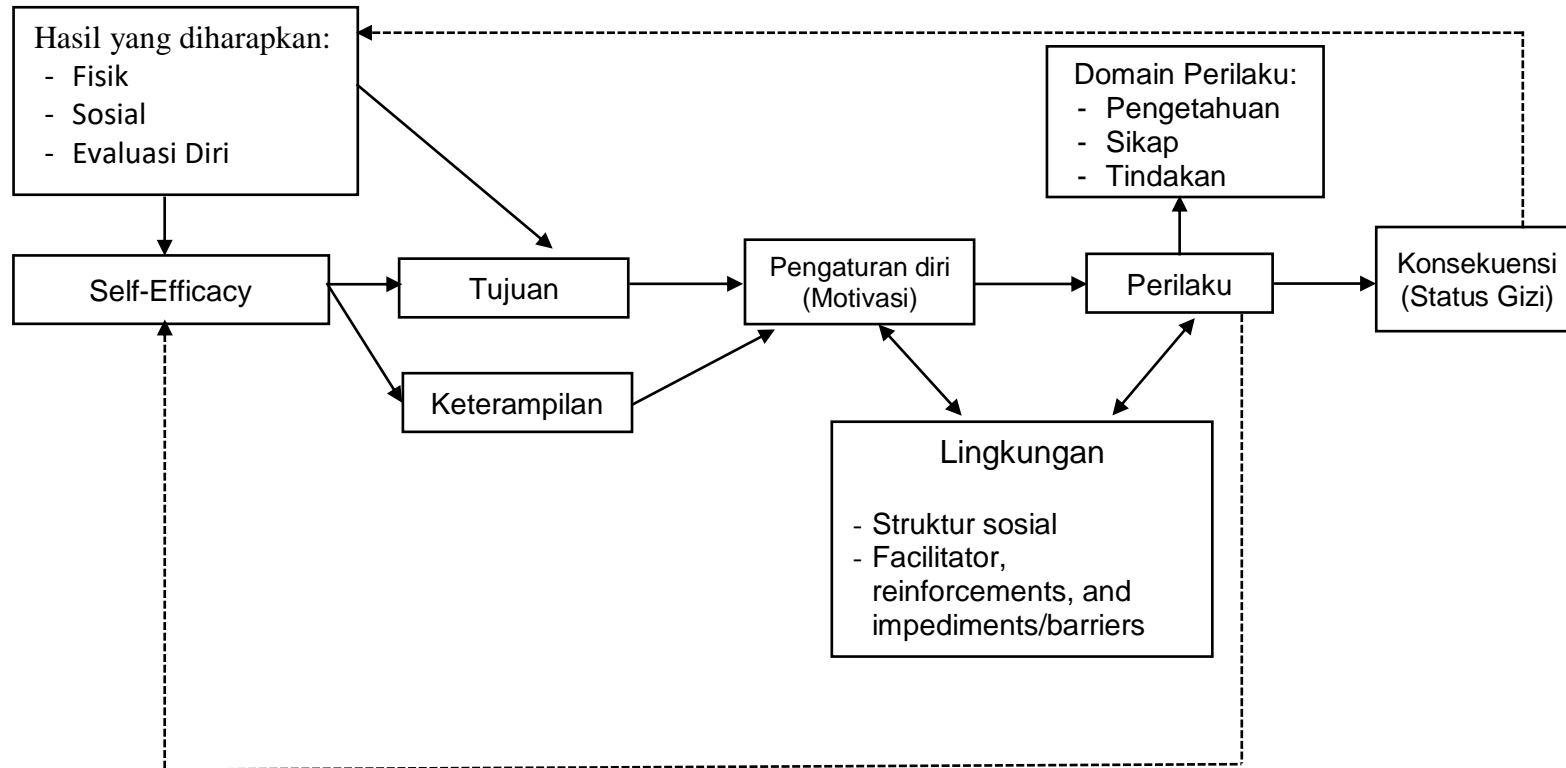 Hasil yang diharapkan:
- Fisik
- Sosial
- Evaluasi Diri
Domain Perilaku:
- Pengetahuan
- Sikap
- Tindakan
Self-Efficacy
Tujuan
Pengaturan diri
(Motivasi)
Perilaku
Konsekuensi
(Status Gizi)
Keterampilan
Lingkungan
- Struktur sosial
- Facilitator,
reinforcements, and
impediments/barriers